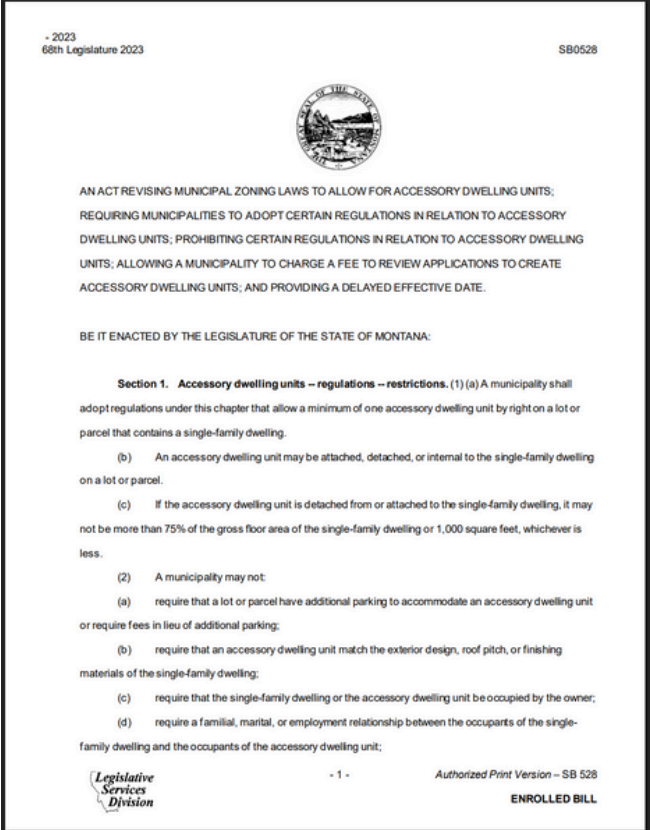 - 2023
68th Legislature 2023 SB0528
THE GREAT SEAL OF THE STATE OF MONTANA
AN ACT REVISING MUNICIPAL ZONING LAWS TO ALLOW FOR ACCESSORY DWELLING UNITS;
REQUIRING MUNICIPALITIES TO ADOPT CERTAIN REGULATIONS IN RELATION TO ACCESSORY
DWELLING UNITS; PROHIBITING CERTAIN REGULATIONS IN RELATION TO ACCESSORY DWELLING
UNITS; ALLOWING A MUNICIPALITY TO CHARGE A FEE TO REVIEW APPLICATIONS TO CREATE
ACCESSORY DWELLING UNITS; AND PROVIDING A DELAYED EFFECTIVE DATE.
BE IT ENACTED BY THE LEGISLATURE OF THE STATE OF MONTANA:
Section 1. Accessory dwelling units -- regulations -- restrictions. (1) (a) A municipality shall
adopt regulations under this chapter that allow a minimum of one accessory dwelling unit by right on a lot or
parcel that contains a single-family dwelling.
(b) An accessory dwelling unit may be attached, detached, or internal to the single-family dwelling
on a lot or parcel.
(c) If the accessory dwelling unit is detached from or attached to the single-family dwelling, it may
not be more than 75% of the gross floor area of the single-family dwelling or 1,000 square feet, whichever is
less.
(2) A municipality may not:
(a) require that a lot or parcel have additional parking to accommodate an accessory dwelling unit
or require fees in lieu of additional parking;
(b) require that an accessory dwelling unit match the exterior design, roof pitch, or finishing
materials of the single-family dwelling;
(c) require that the single-family dwelling or the accessory dwelling unit be occupied by the owner;
(d) require a familial, marital, or employment relationship between the occupants of the single-
family dwelling and the occupants of the accessory dwelling unit;
Legislative
Services
Division
- 1 -
Authorized Print Version – SB 528
ENROLLED BILL